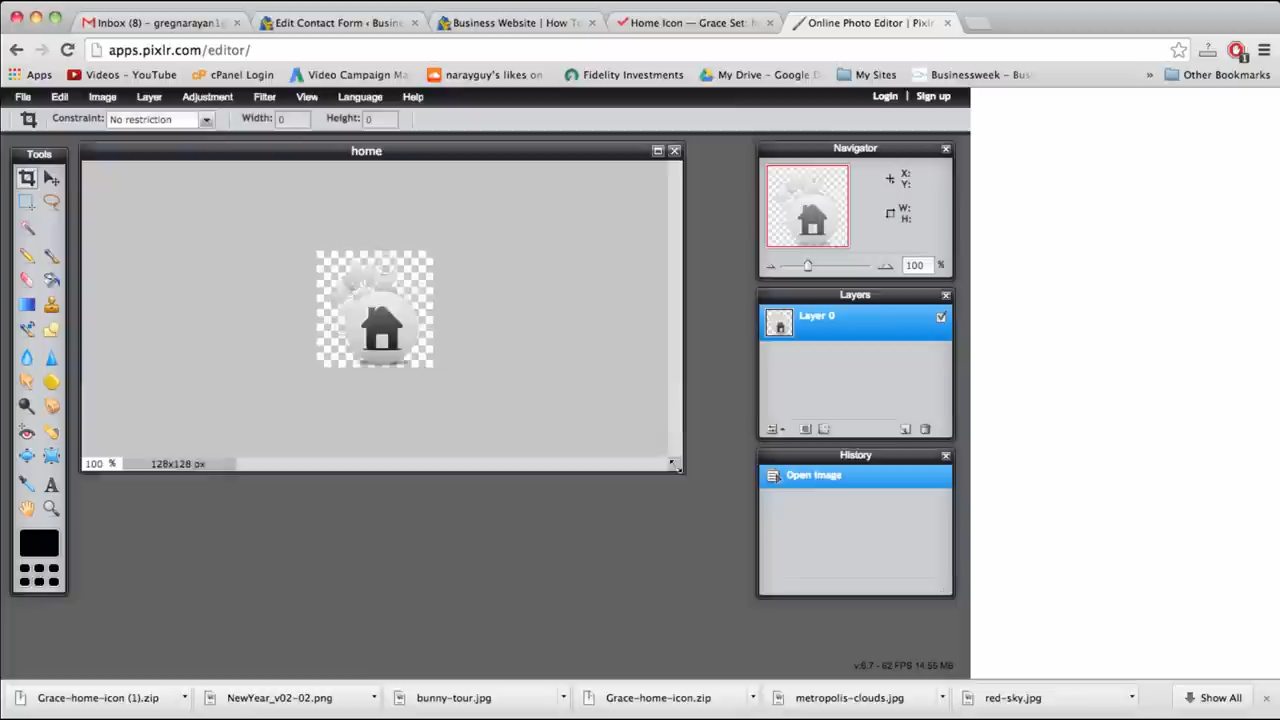 Inbox (8) – gregnarayan1@
Edit Contact Form ‹ Busine
Business Website | How To
Home Icon — Grace Set: h
Online Photo Editor | Pixlr
apps.pixlr.com/editor/
Apps
Videos – YouTube
cPanel Login
Video Campaign Ma
narayguy's likes on
Fidelity Investments
My Drive – Google D
My Sites
Businessweek – Bus
»
Other Bookmarks
File Edit Image Layer Adjustment Filter View Language Help
Login | Sign up
Constraint: No restriction Width: 0 Height: 0
Tools
home
100 % 128x128 px
Navigator
X:
Y:
W:
H:
100 %
Layers
Layer 0
History
Open image
Grace-home-icon (1).zip
NewYear_v02-02.png
bunny-tour.jpg
Grace-home-icon.zip
metropolis-clouds.jpg
red-sky.jpg
Show All